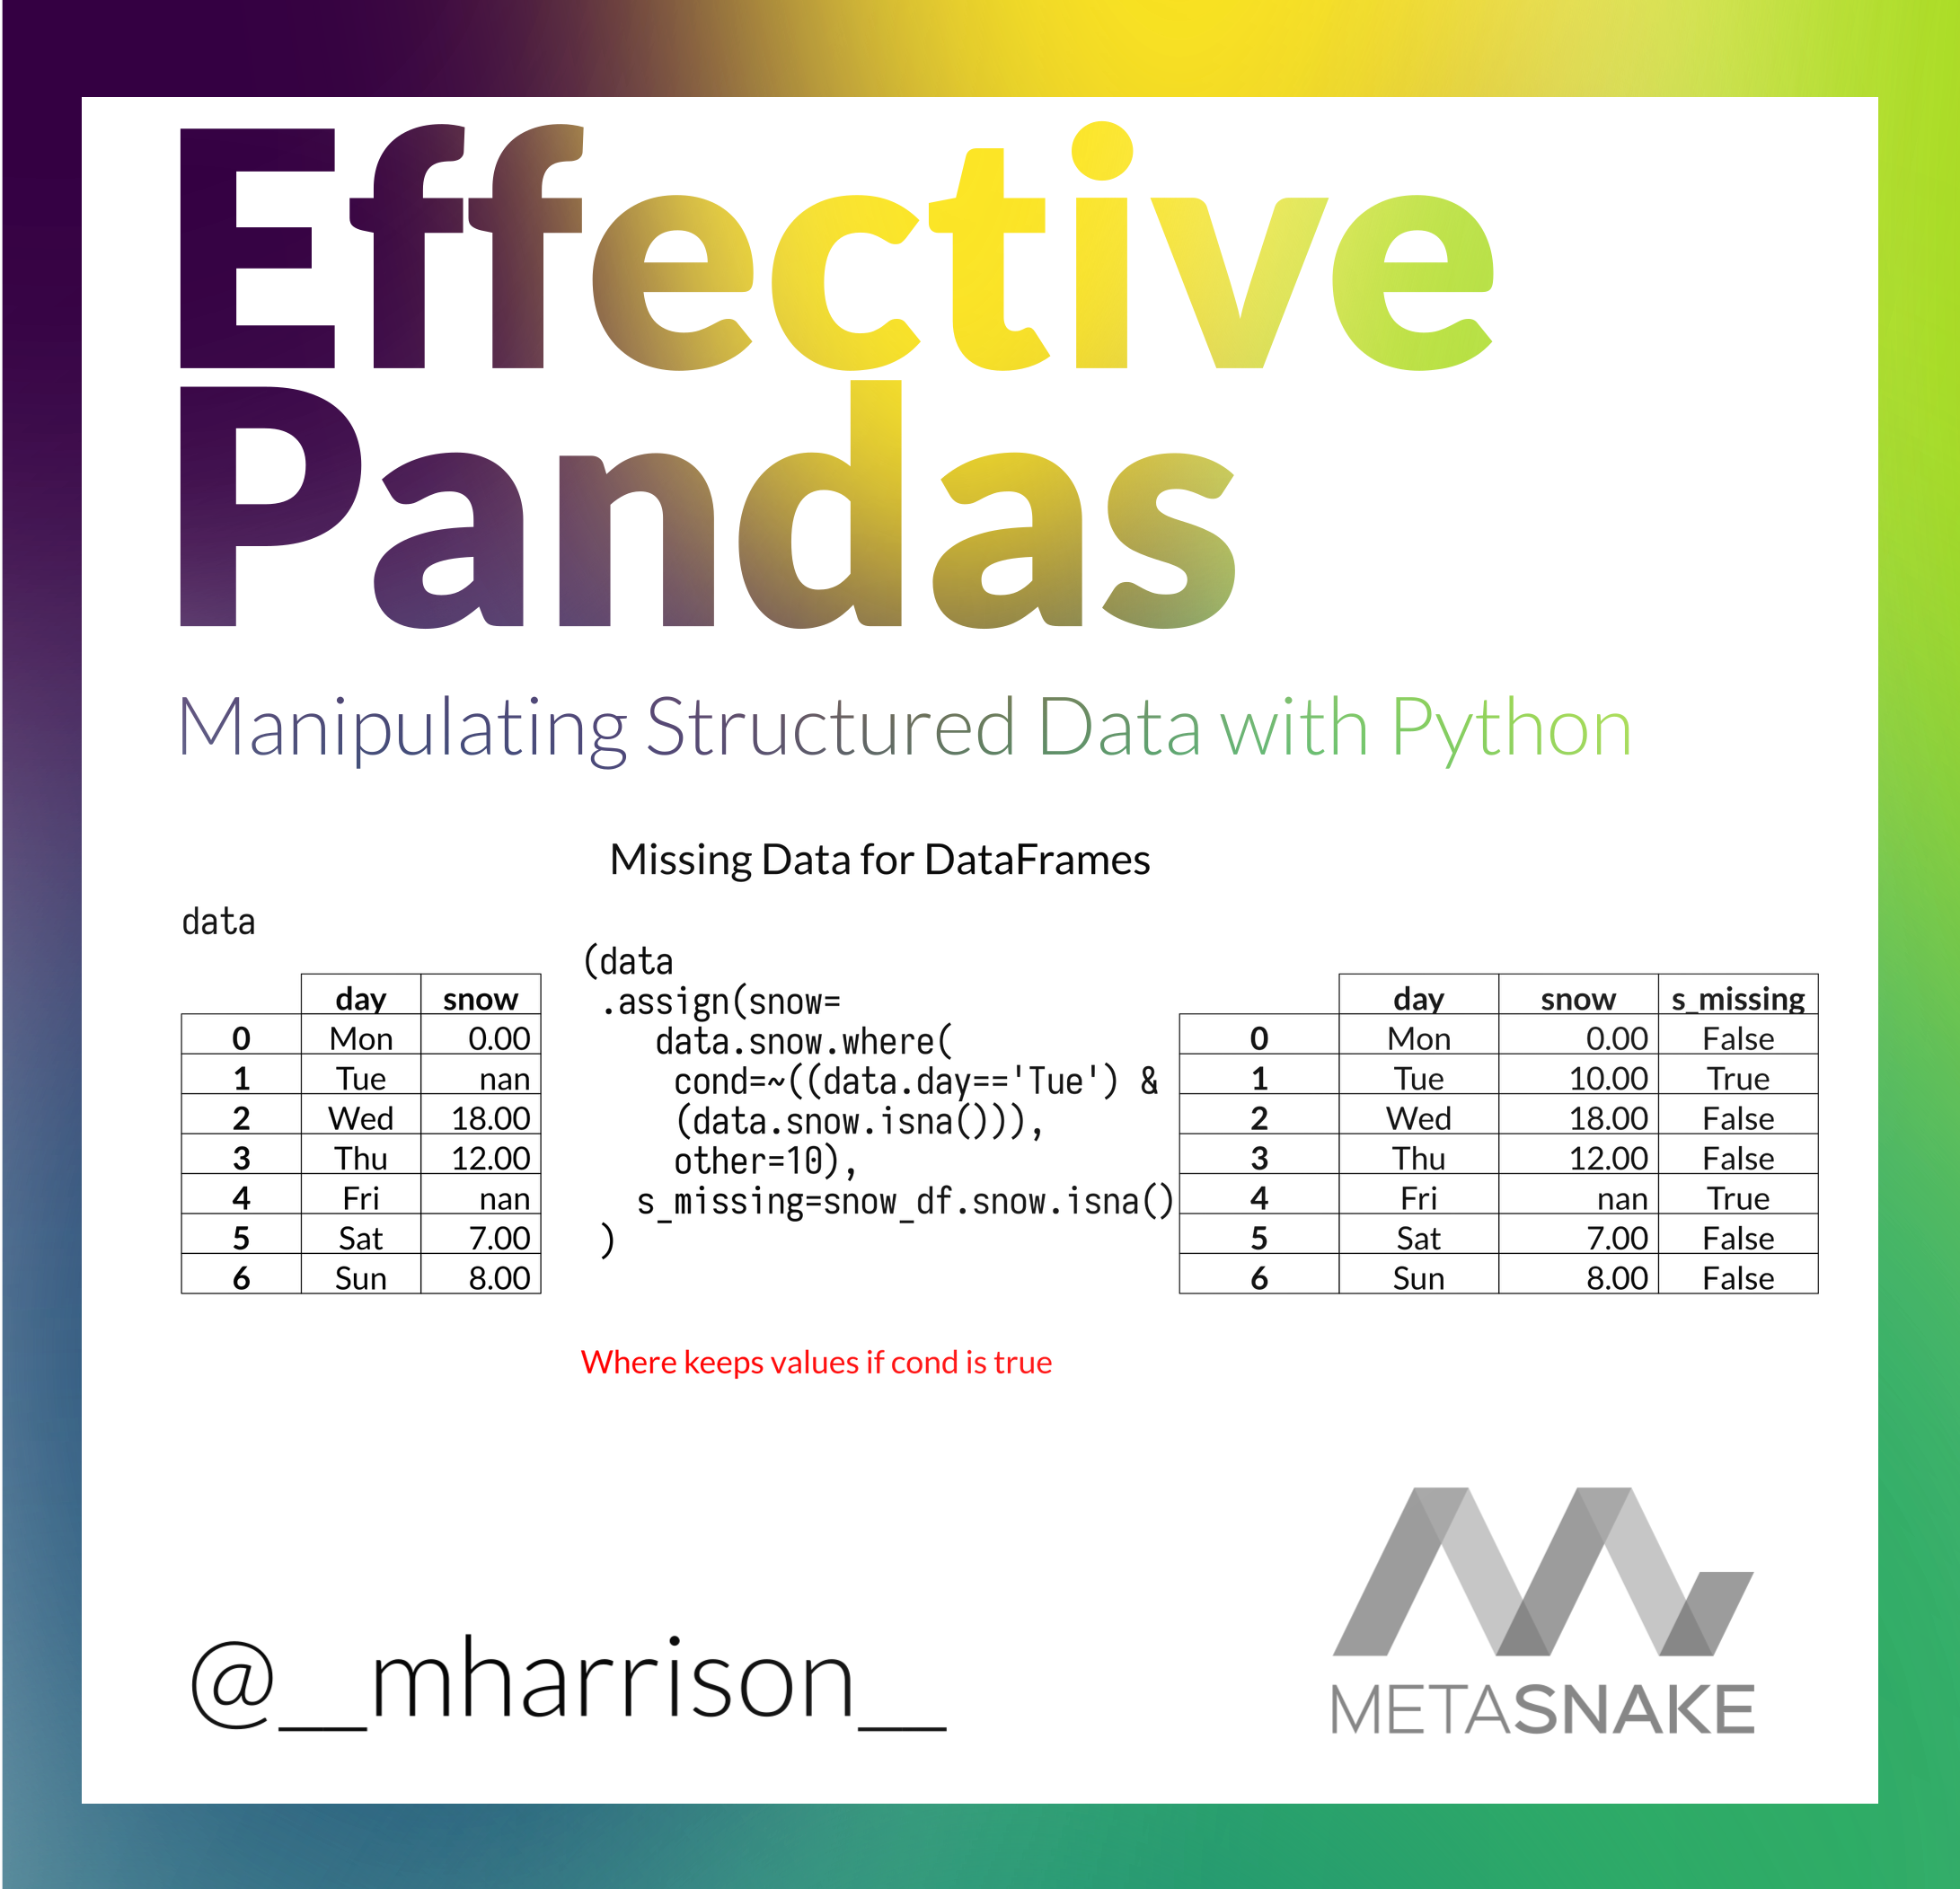 Effective
Pandas
Manipulating Structured Data with Python
Missing Data for DataFrames
data
day snow
0 Mon 0.00
1 Tue nan
2 Wed 18.00
3 Thu 12.00
4 Fri nan
5 Sat 7.00
6 Sun 8.00
(data
.assign(snow=
data.snow.where(
cond=~((data.day=='Tue') &
(data.snow.isna())),
other=10),
s_missing=snow_df.snow.isna()
)
day snow s_missing
0 Mon 0.00 False
1 Tue 10.00 True
2 Wed 18.00 False
3 Thu 12.00 False
4 Fri nan True
5 Sat 7.00 False
6 Sun 8.00 False
Where keeps values if cond is true
@__mharrison__
METASNAKE